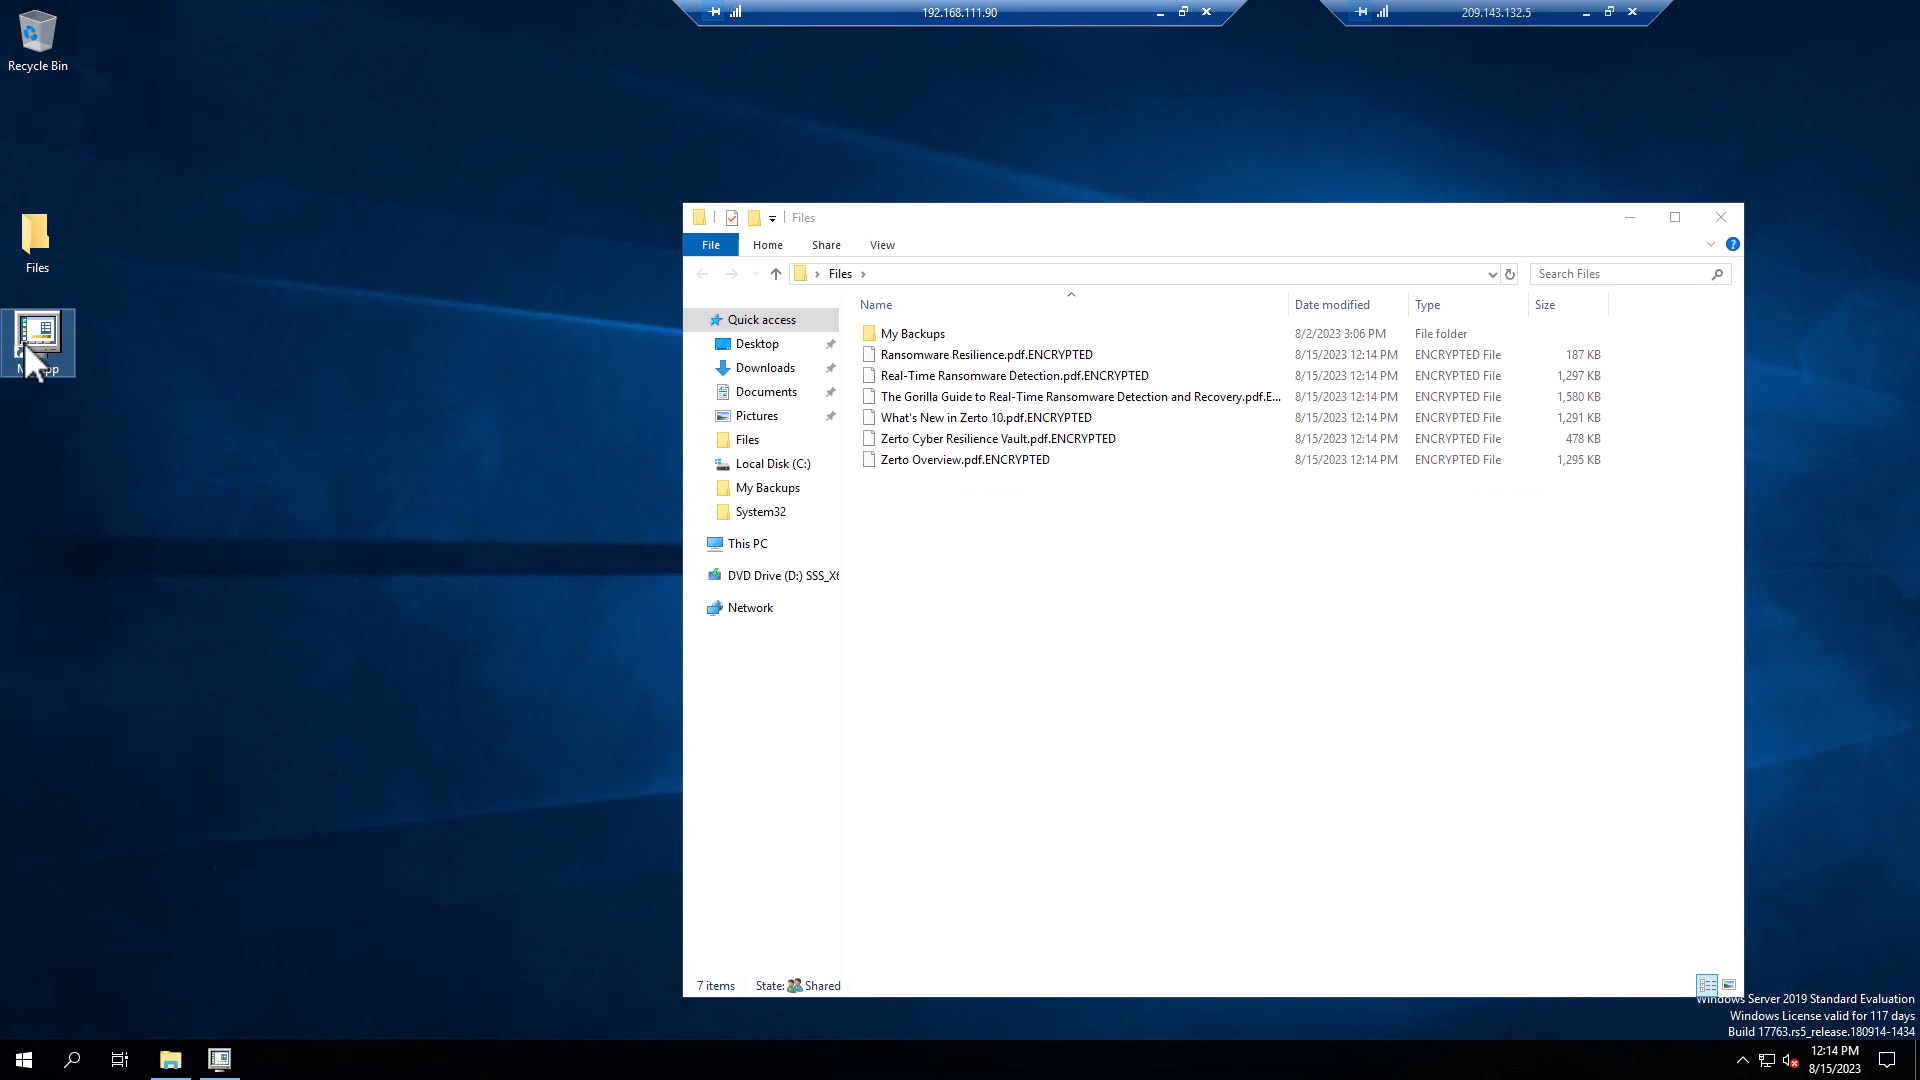 192.168.111.90
209.143.132.5
Recycle Bin
Files
Files
File
Home
Share
View
Files
Search Files
Name
Date modified
Type
Size
Quick access
Desktop
Downloads
Documents
Pictures
Files
Local Disk (C:)
My Backups
System32
This PC
DVD Drive (D:) SSS_X6
Network
My Backups 8/2/2023 3:06 PM File folder
Ransomware Resilience.pdf.ENCRYPTED 8/15/2023 12:14 PM ENCRYPTED File 187 KB
Real-Time Ransomware Detection.pdf.ENCRYPTED 8/15/2023 12:14 PM ENCRYPTED File 1,297 KB
The Gorilla Guide to Real-Time Ransomware Detection and Recovery.pdf.E... 8/15/2023 12:14 PM ENCRYPTED File 1,580 KB
What's New in Zerto 10.pdf.ENCRYPTED 8/15/2023 12:14 PM ENCRYPTED File 1,291 KB
Zerto Cyber Resilience Vault.pdf.ENCRYPTED 8/15/2023 12:14 PM ENCRYPTED File 478 KB
Zerto Overview.pdf.ENCRYPTED 8/15/2023 12:14 PM ENCRYPTED File 1,295 KB
7 items State: Shared
Windows Server 2019 Standard Evaluation
Windows License valid for 117 days
Build 17763.rs5_release.180914-1434
12:14 PM
8/15/2023